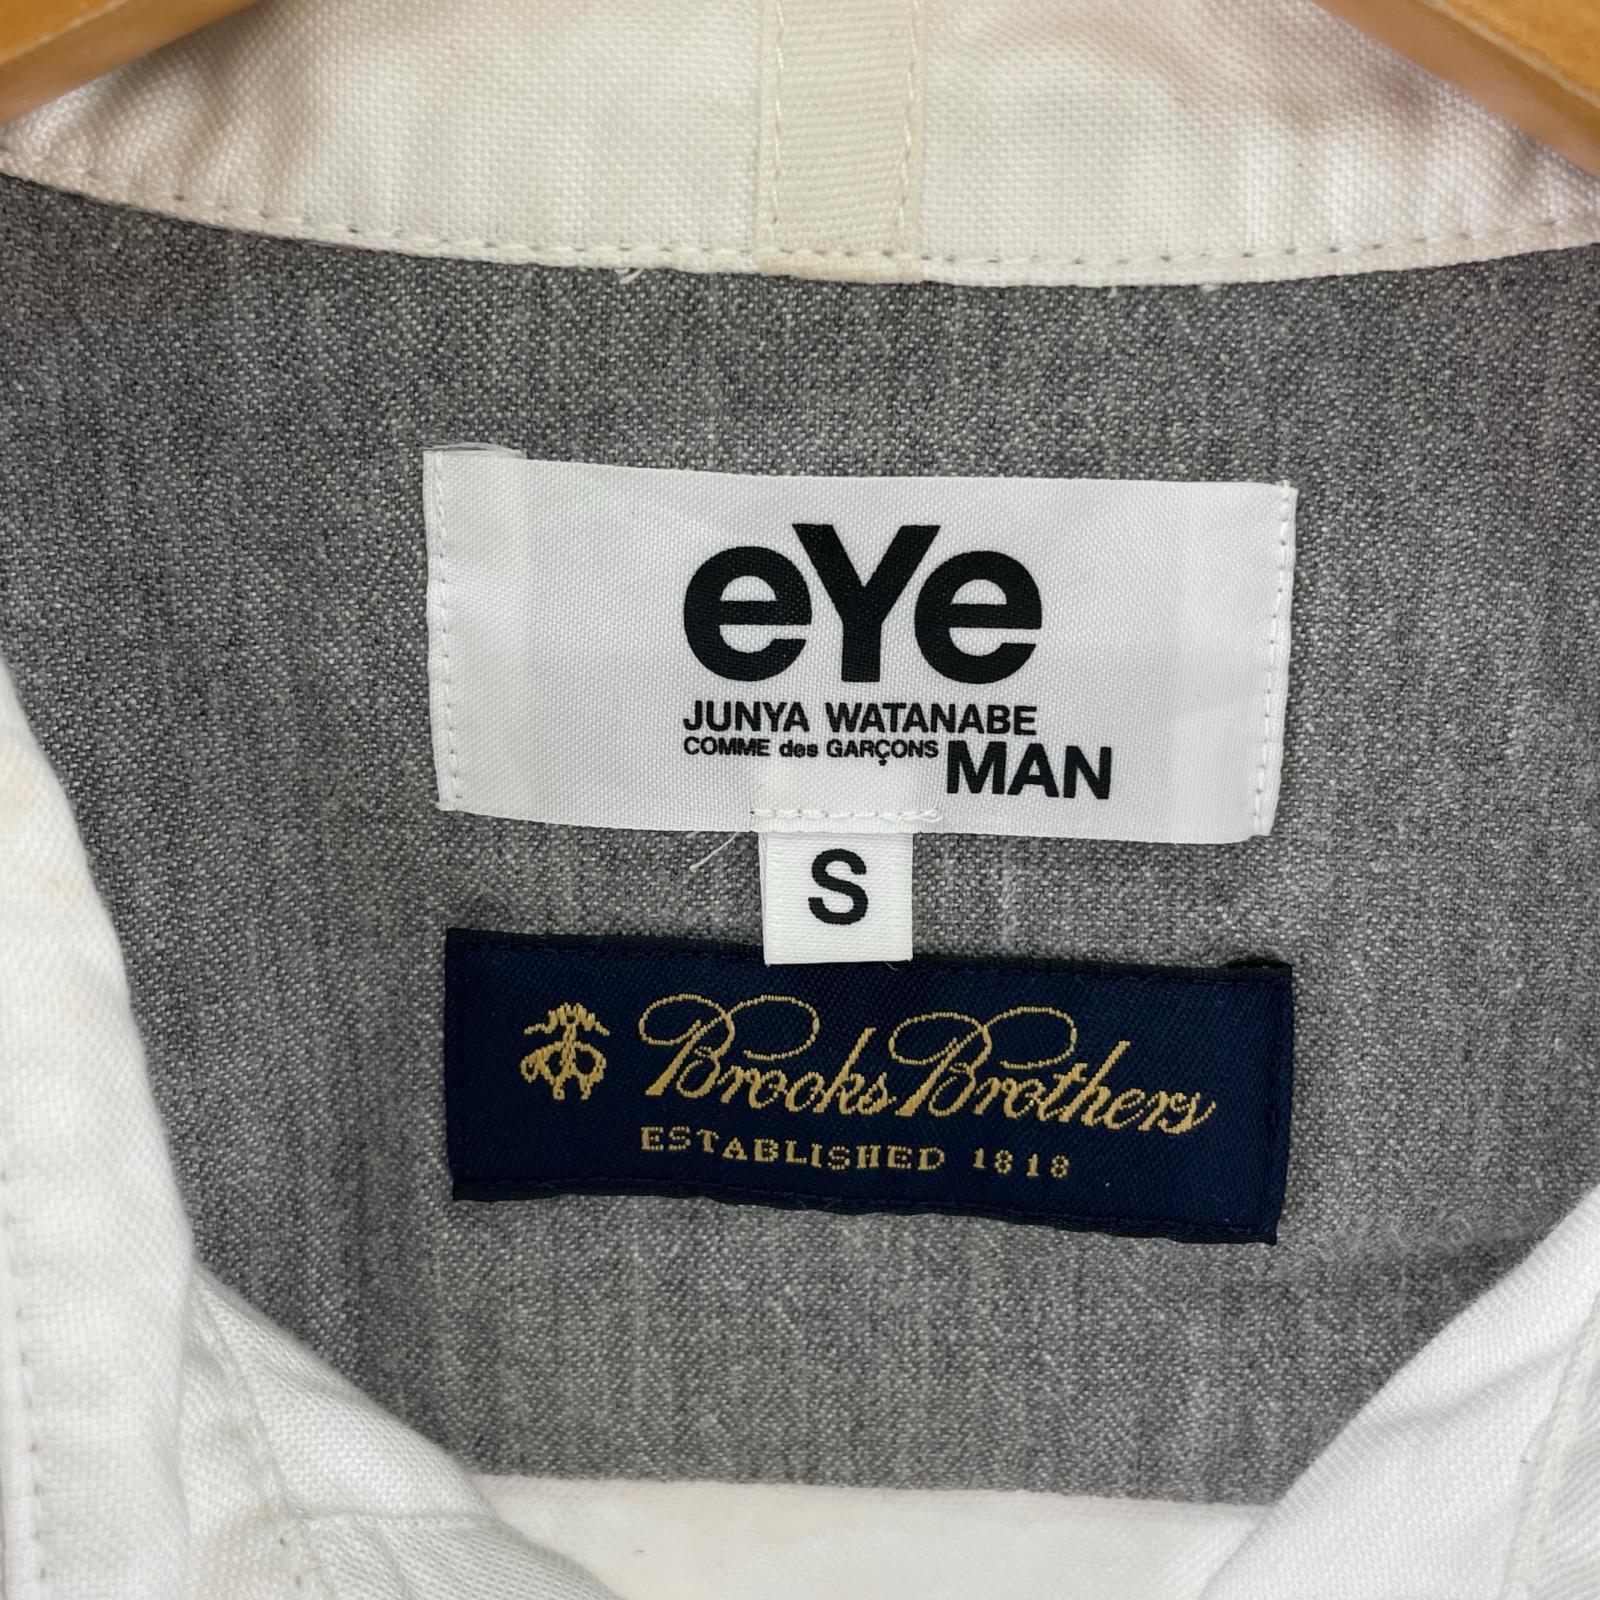 eYe
JUNYA WATANABE
COMME des GARÇONS MAN
S
Brooks Brothers
ESTABLISHED 1818